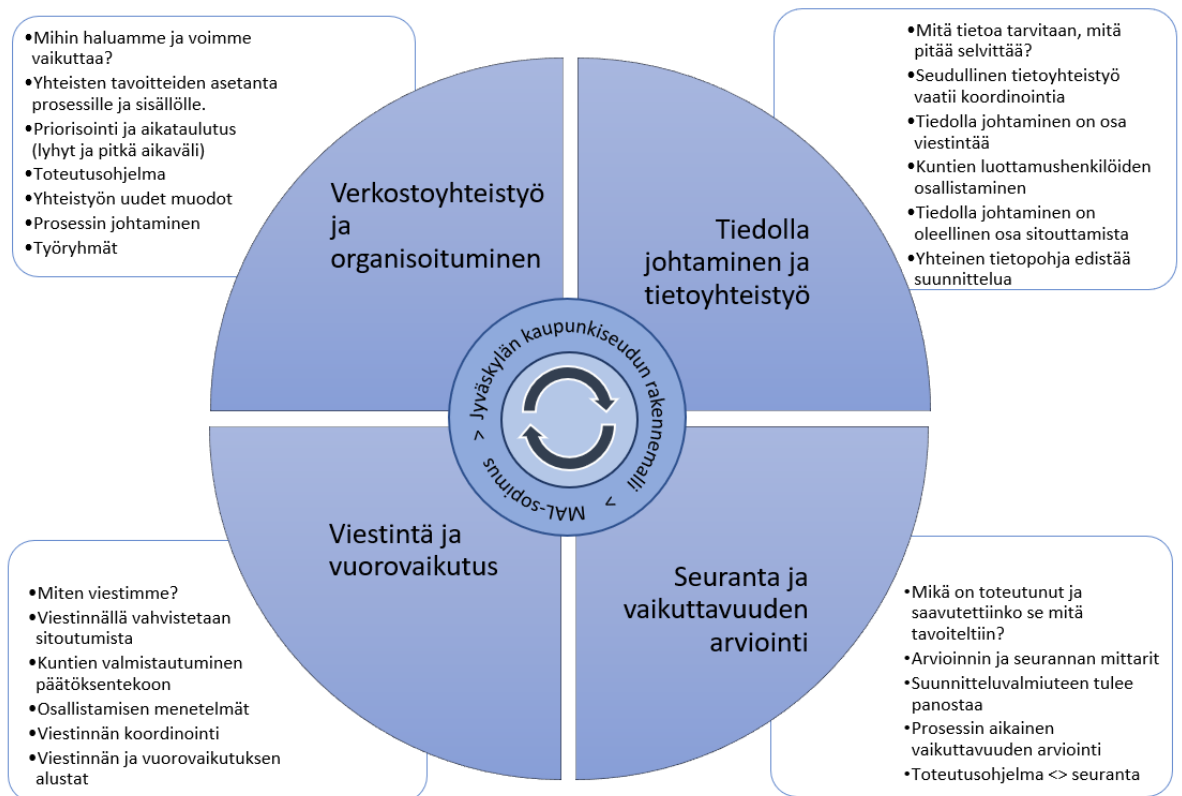 •Mihin haluamme ja voimme
vaikuttaa?
•Yhteisten tavoitteiden asetanta
prosessille ja sisällölle.
•Priorisointi ja aikataulutus
(lyhyt ja pitkä aikaväli)
•Toteutusohjelma
•Yhteistyön uudet muodot
•Prosessin johtaminen
•Työryhmät
•Mitä tietoa tarvitaan, mitä
pitää selvittää?
•Seudullinen tietoyhteistyö
vaatii koordinointia
•Tiedolla johtaminen on osa
viestintää
•Kuntien luottamushenkilöiden
osallistaminen
•Tiedolla johtaminen on
oleellinen osa sitouttamista
•Yhteinen tietopohja edistää
suunnittelua
Verkostoyhteistyö
ja
organisoituminen
Tiedolla
johtaminen ja
tietoyhteistyö
> Jyväskylän kaupunkiseudun rakennemalli > MAL-sopimus
Viestintä ja
vuorovaikutus
Seuranta ja
vaikuttavuuden
arviointi
•Miten viestimme?
•Viestinnällä vahvistetaan
sitoutumista
•Kuntien valmistautuminen
päätöksentekoon
•Osallistamisen menetelmät
•Viestinnän koordinointi
•Viestinnän ja vuorovaikutuksen
alustat
•Mikä on toteutunut ja
saavutettiinko se mitä
tavoiteltiin?
•Arvioinnin ja seurannan mittarit
•Suunnitteluvalmiuteen tulee
panostaa
•Prosessin aikainen
vaikuttavuuden arviointi
•Toteutusohjelma <> seuranta